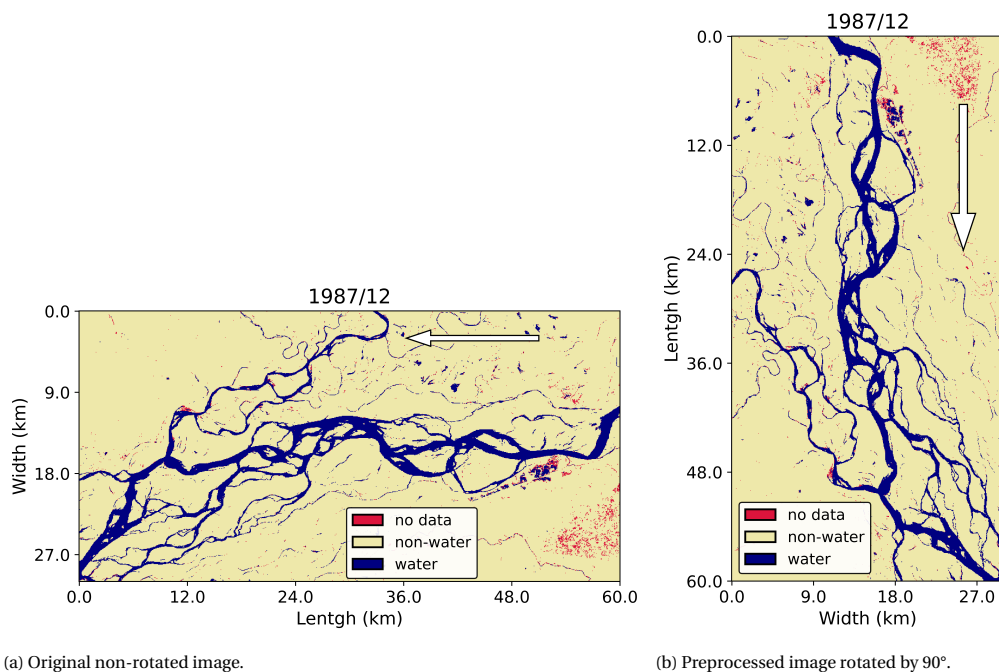 1987/12
0.0
9.0
18.0
27.0
Width (km)
0.0 12.0 24.0 36.0 48.0 60.0
Lentgh (km)
no data
non-water
water
(a) Original non-rotated image.
1987/12
0.0
12.0
24.0
36.0
48.0
60.0
Lentgh (km)
0.0 9.0 18.0 27.0
Width (km)
no data
non-water
water
(b) Preprocessed image rotated by 90°.